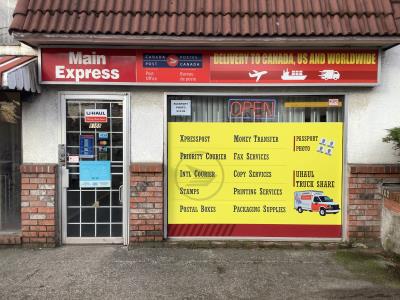 Main
Express
CANADA POST
POSTES CANADA
Post Office
Bureau de poste
DELIVERY TO CANADA, US AND WORLDWIDE
PASSPORT
PHOTO
OPEN
U-HAUL
XPRESSPOST
MONEY TRANSFER
PASSPORT
PHOTO
PRIORITY COURIER
FAX SERVICES
INTL COURIER
COPY SERVICES
UHAUL
TRUCK SHARE
STAMPS
PRINTING SERVICES
POSTAL BOXES
PACKAGING SUPPLIES